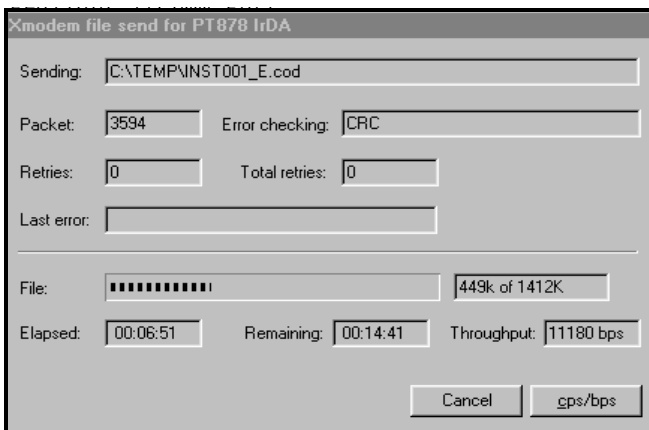 Xmodem file send for PT878 IrDA
Sending: C:\TEMP\INST001_E.cod
Packet: 3594 Error checking: CRC
Retries: 0 Total retries: 0
Last error:
File: 449k of 1412K
Elapsed: 00:06:51 Remaining: 00:14:41 Throughput: 11180 bps
Cancel cps/bps